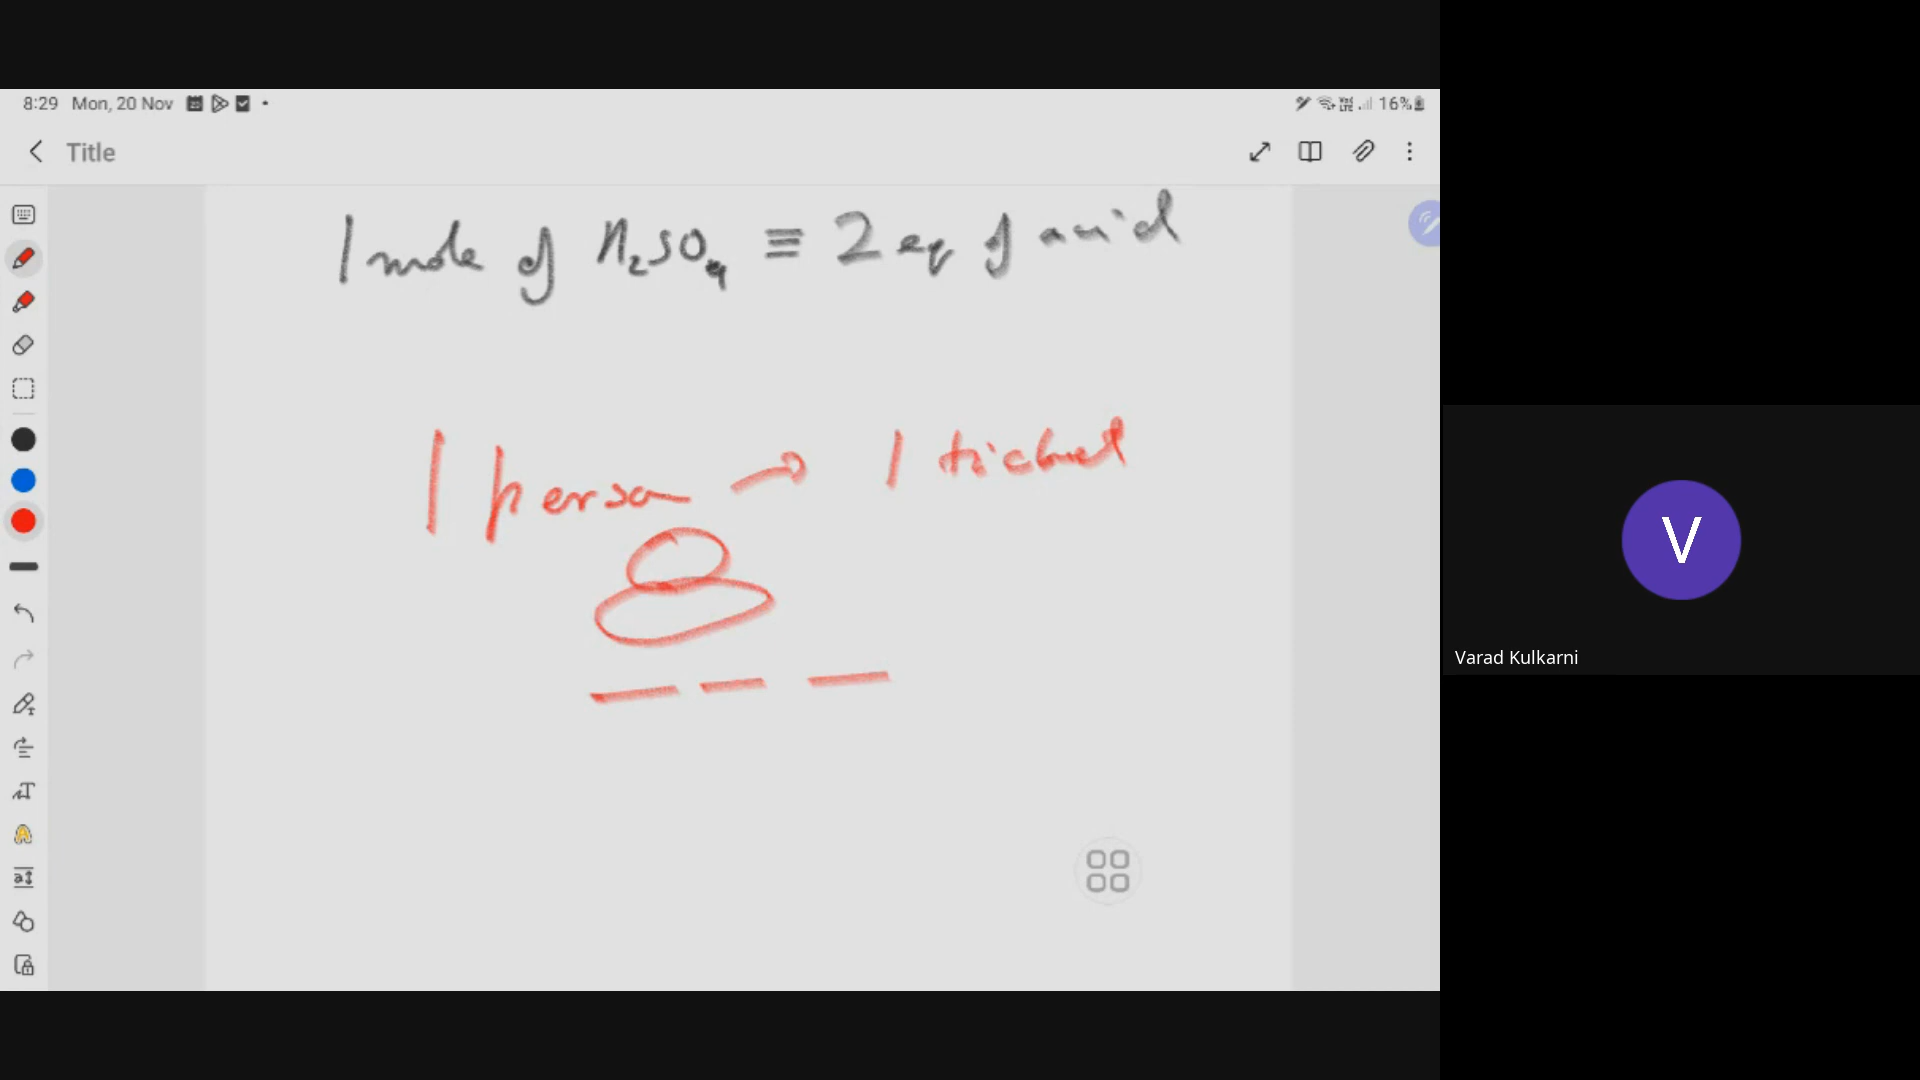 8:29 Mon, 20 Nov 16%
Title
1 mole of H2SO4 ≡ 2 eq of acid
1 person → 1 ticket
V
Varad Kulkarni